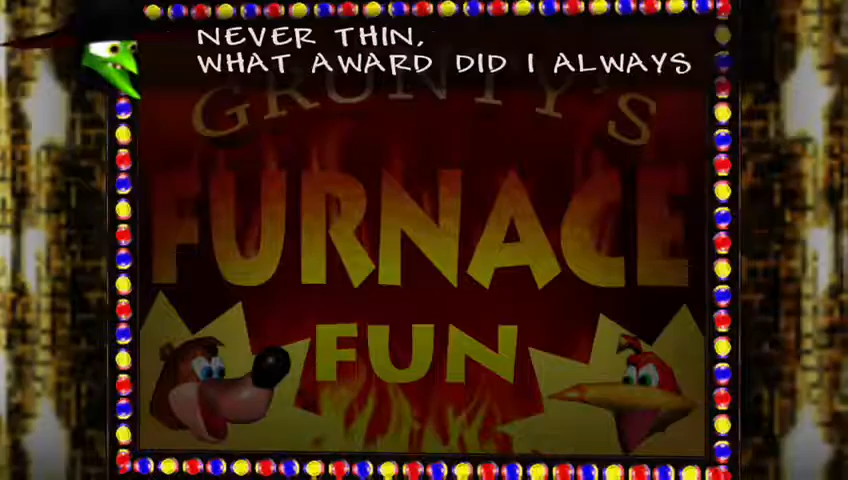 NEVER THIN,
WHAT AWARD DID I ALWAYS
GRUNTY'S
FURNACE
FUN